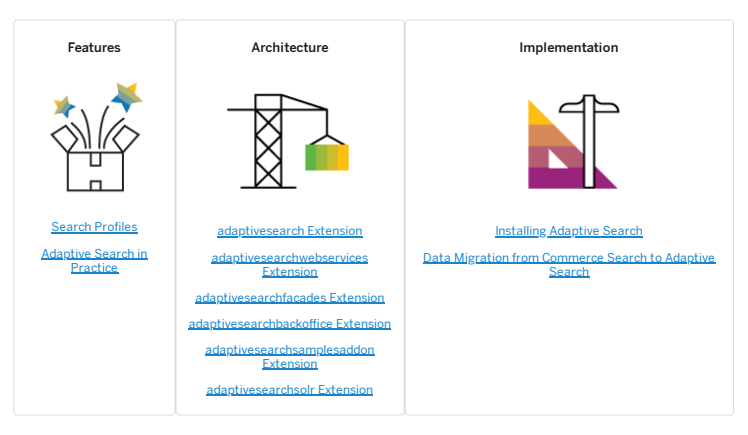 Features
Search Profiles
Adaptive Search in
Practice
Architecture
adaptivesearch Extension
adaptivesearchwebservices
Extension
adaptivesearchfacades Extension
adaptivesearchbackoffice Extension
adaptivesearchsamplesaddon
Extension
adaptivesearchsolr Extension
Implementation
Installing Adaptive Search
Data Migration from Commerce Search to Adaptive
Search